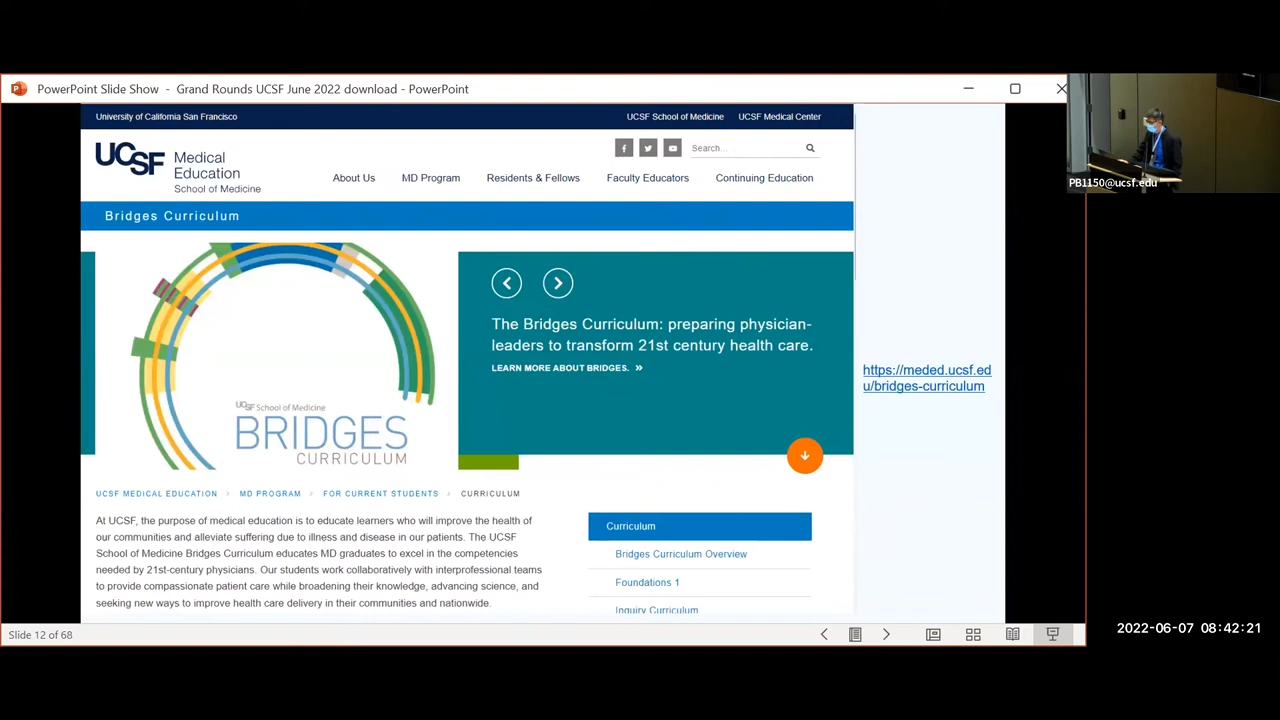 PowerPoint Slide Show - Grand Rounds UCSF June 2022 download - PowerPoint
University of California San Francisco
UCSF School of Medicine UCSF Medical Center
UCSF Medical
Education
School of Medicine
Search...
About Us MD Program Residents & Fellows Faculty Educators Continuing Education
Bridges Curriculum
The Bridges Curriculum: preparing physician-
leaders to transform 21st century health care.
LEARN MORE ABOUT BRIDGES. »
UCSF School of Medicine
BRIDGES
CURRICULUM
https://meded.ucsf.ed
u/bridges-curriculum
UCSF MEDICAL EDUCATION › MD PROGRAM › FOR CURRENT STUDENTS › CURRICULUM
At UCSF, the purpose of medical education is to educate learners who will improve the health of
our communities and alleviate suffering due to illness and disease in our patients. The UCSF
School of Medicine Bridges Curriculum educates MD graduates to excel in the competencies
needed by 21st-century physicians. Our students work collaboratively with interprofessional teams
to provide compassionate patient care while broadening their knowledge, advancing science, and
seeking new ways to improve health care delivery in their communities and nationwide.
Curriculum
Bridges Curriculum Overview
Foundations 1
Inquiry Curriculum
Slide 12 of 68
PB1150@ucsf.edu
2022-06-07 08:42:21